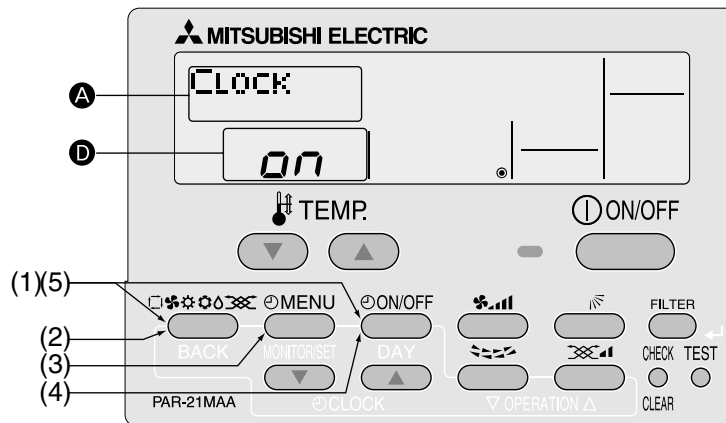 MITSUBISHI ELECTRIC
A
CLOCK
D
on
TEMP.
ON/OFF
(1)(5)
MENU
ON/OFF
FILTER
(2)
BACK
MONITOR/SET
DAY
CHECK
TEST
(3)
(4)
PAR-21MAA
CLOCK
OPERATION
CLEAR